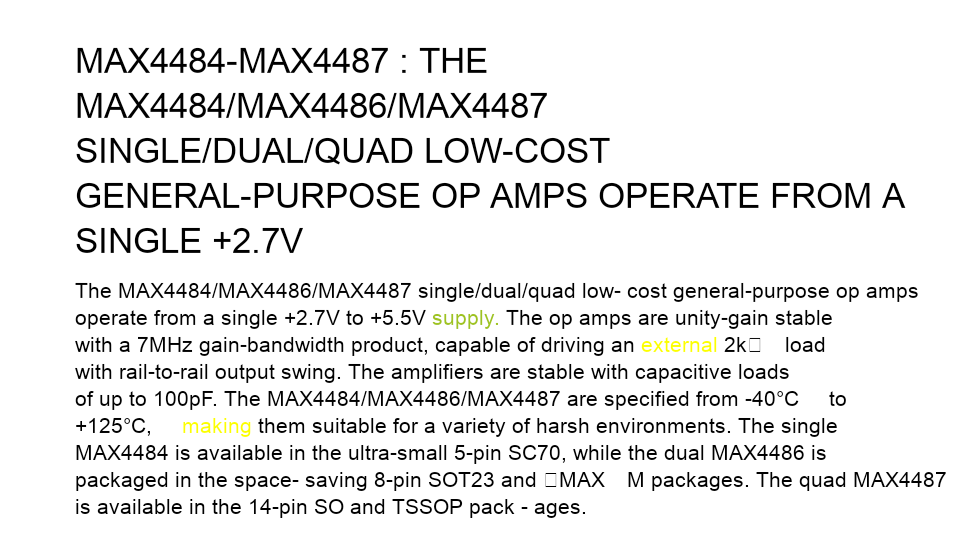 MAX4484-MAX4487 : THE
MAX4484/MAX4486/MAX4487
SINGLE/DUAL/QUAD LOW-COST
GENERAL-PURPOSE OP AMPS OPERATE FROM A
SINGLE +2.7V
The MAX4484/MAX4486/MAX4487 single/dual/quad low- cost general-purpose op amps
operate from a single +2.7V to +5.5V supply. The op amps are unity-gain stable
with a 7MHz gain-bandwidth product, capable of driving an external 2k□ load
with rail-to-rail output swing. The amplifiers are stable with capacitive loads
of up to 100pF. The MAX4484/MAX4486/MAX4487 are specified from -40°C to
+125°C, making them suitable for a variety of harsh environments. The single
MAX4484 is available in the ultra-small 5-pin SC70, while the dual MAX4486 is
packaged in the space- saving 8-pin SOT23 and □MAX M packages. The quad MAX4487
is available in the 14-pin SO and TSSOP pack - ages.